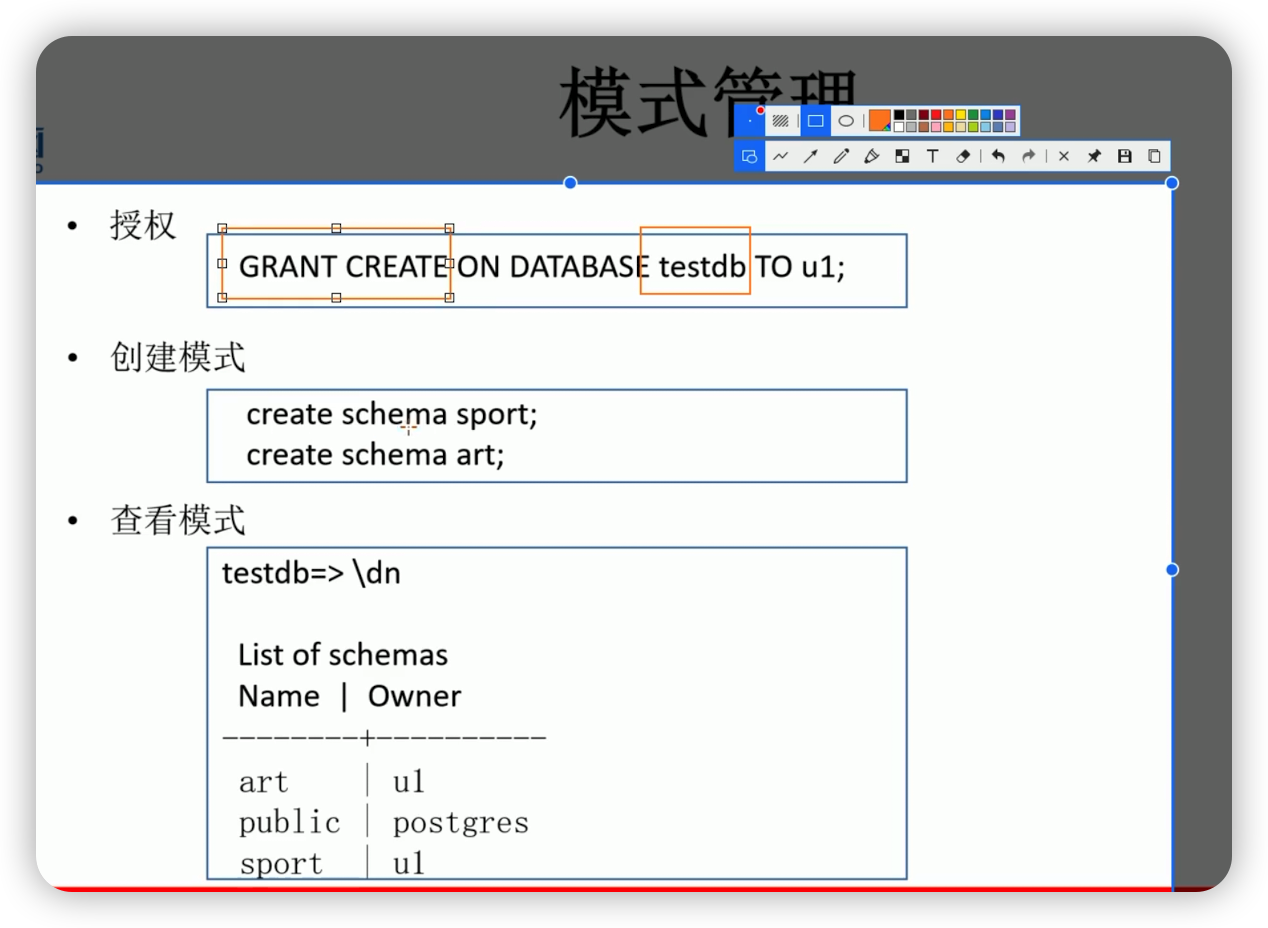 模式管理
• 授权
GRANT CREATE ON DATABASE testdb TO u1;
• 创建模式
create schema sport;
create schema art;
• 查看模式
testdb=> \dn
List of schemas
Name | Owner
--------+----------
art | u1
public | postgres
sport | u1